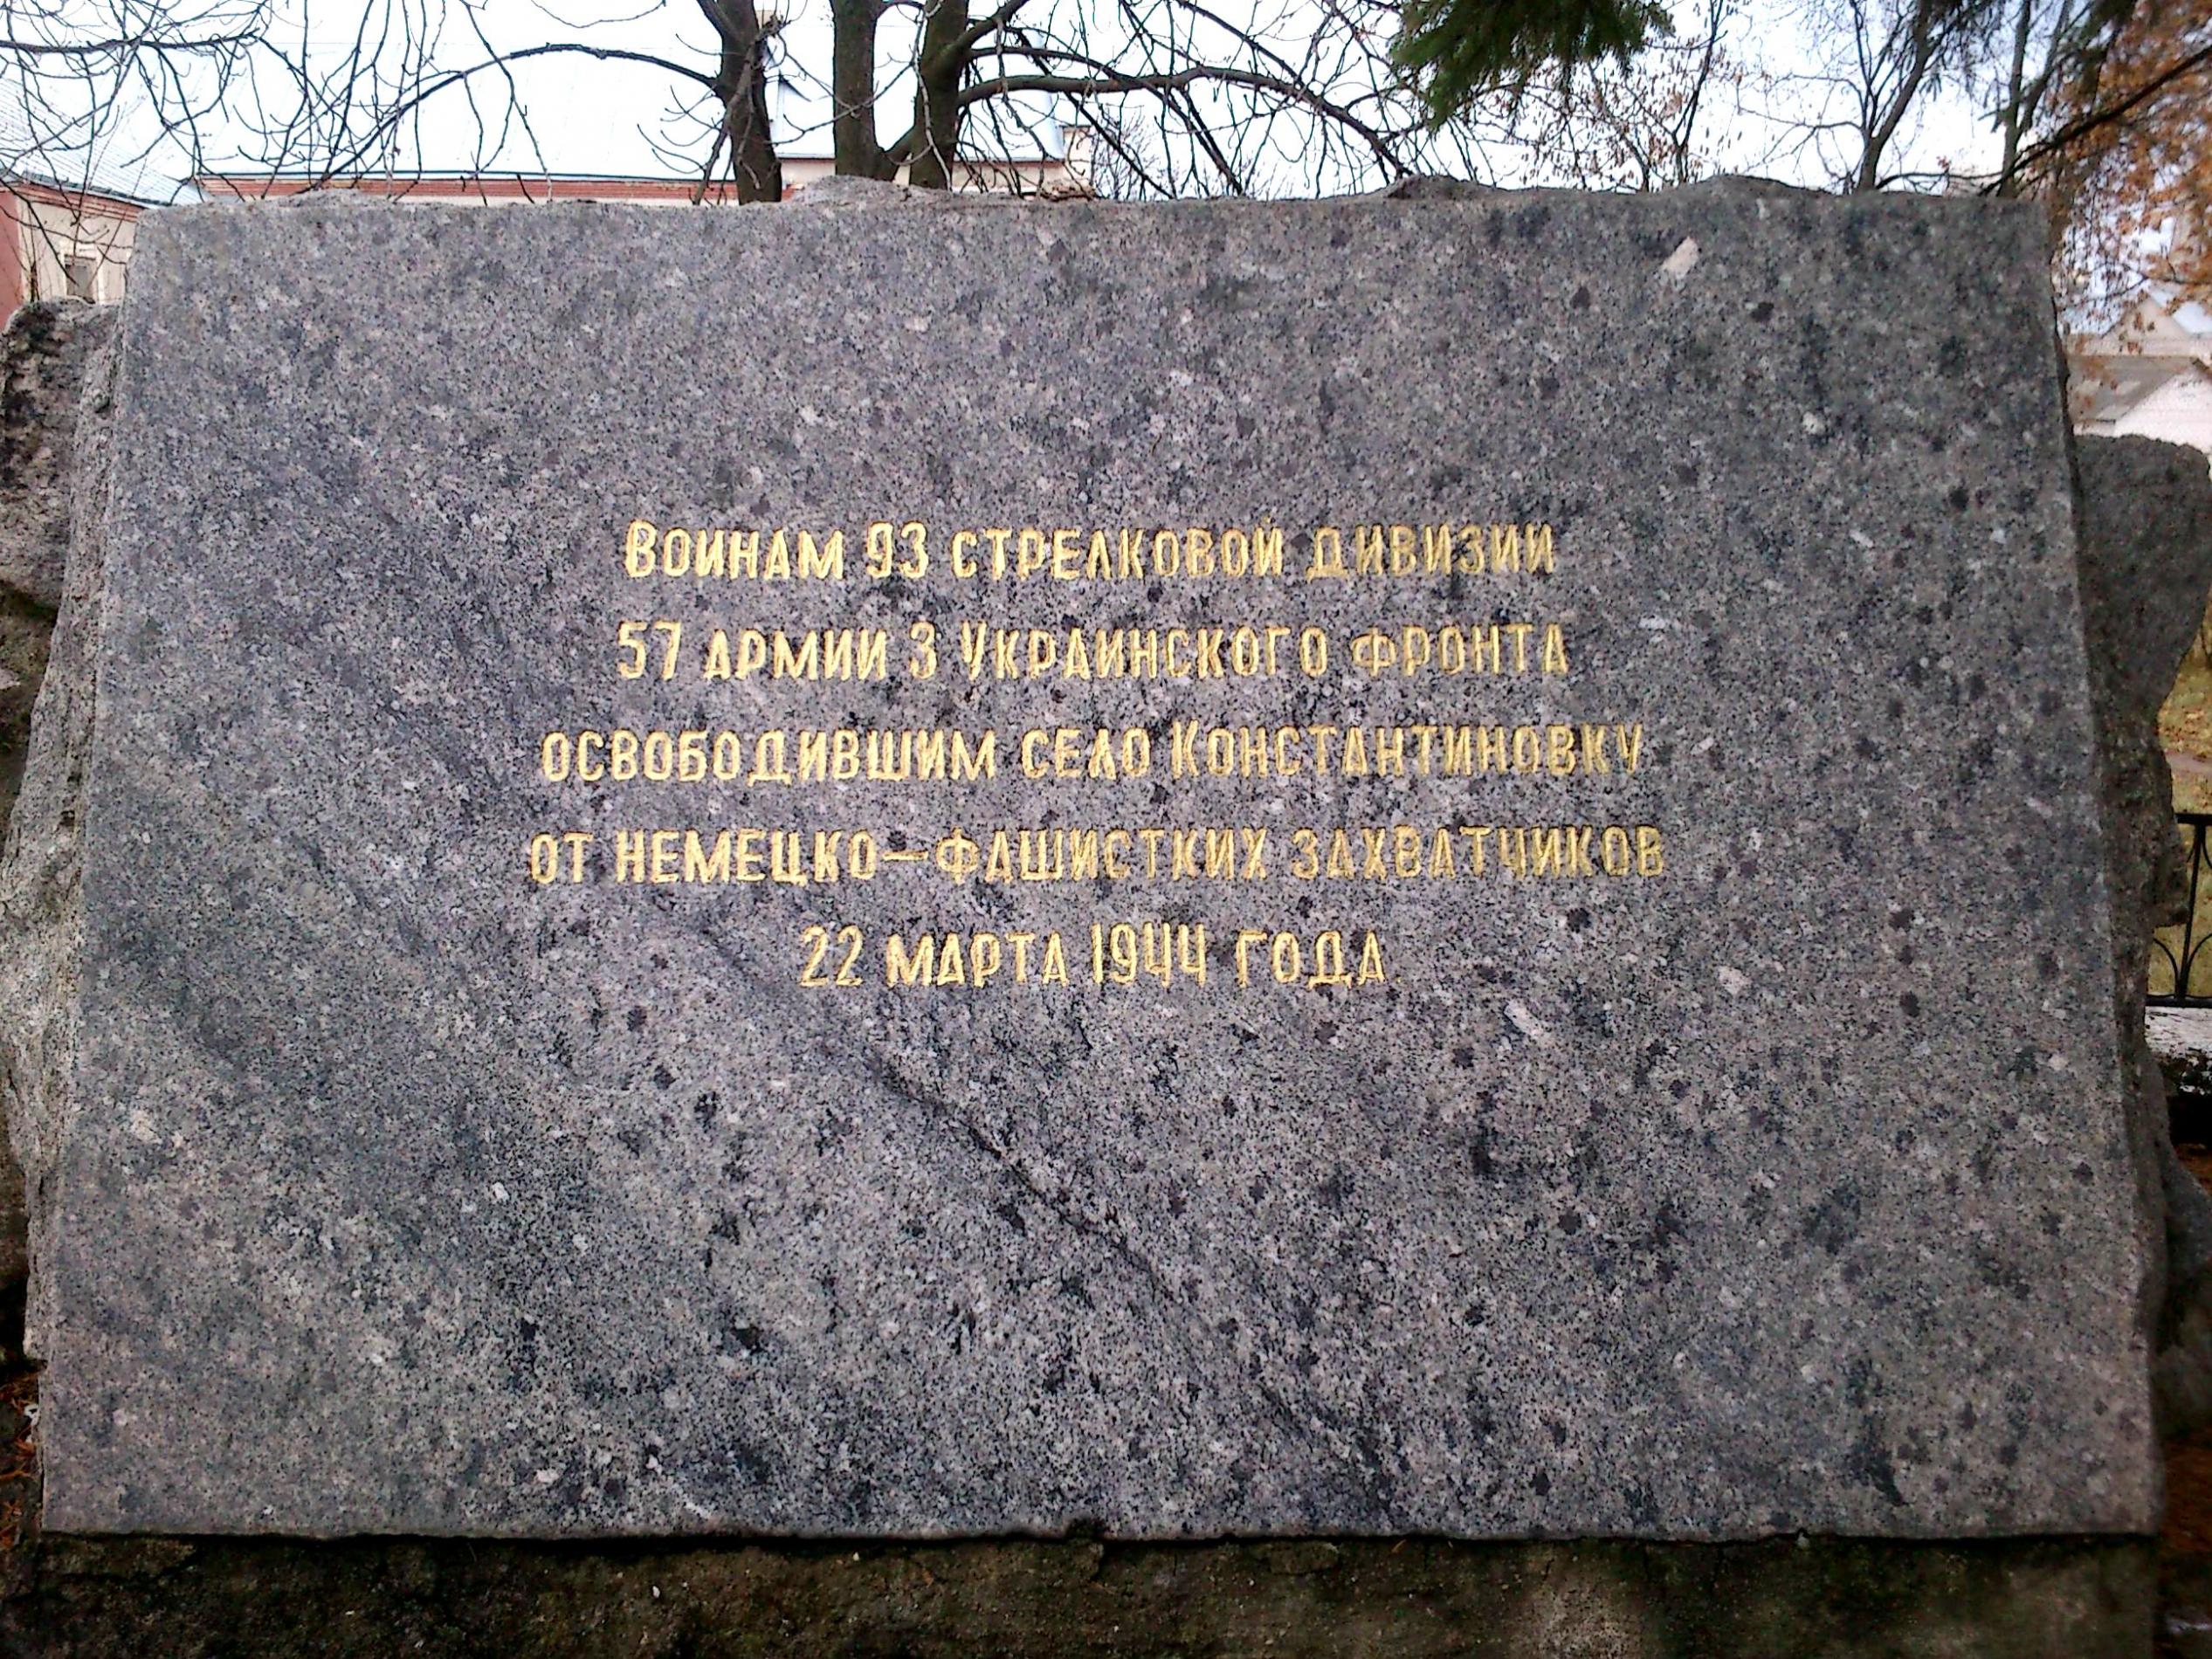 Воинам 93 стрелковой дивизии
57 армии 3 Украинского фронта
освободившим село Константиновку
от немецко—фашистких захватчиков
22 марта 1944 года